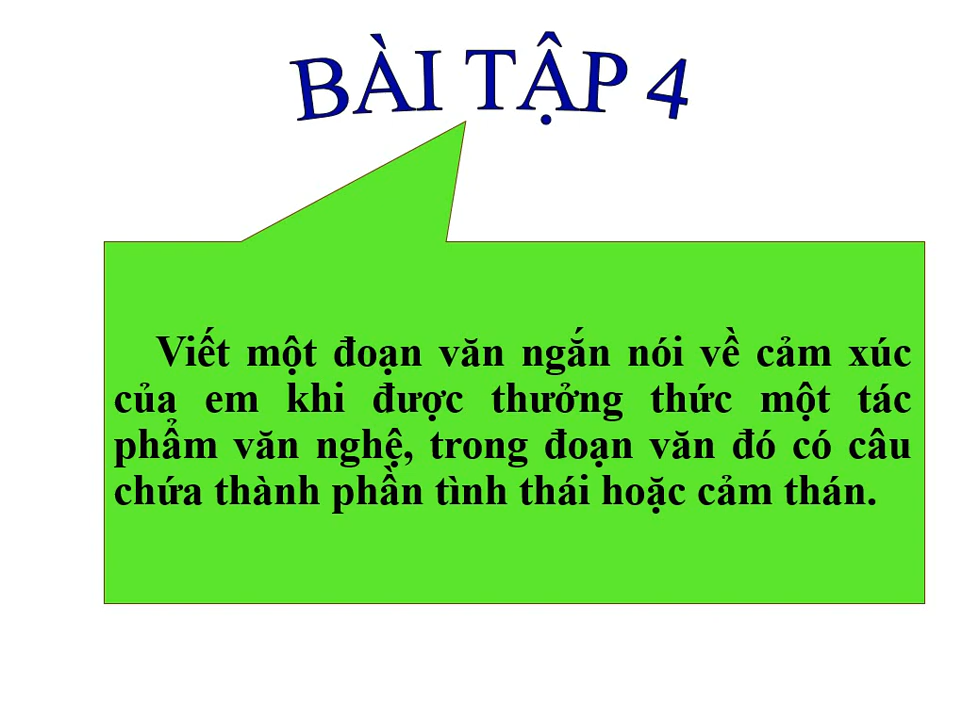 BÀI TẬP 4
Viết một đoạn văn ngắn nói về cảm xúc
của em khi được thưởng thức một tác
phẩm văn nghệ, trong đoạn văn đó có câu
chứa thành phần tình thái hoặc cảm thán.